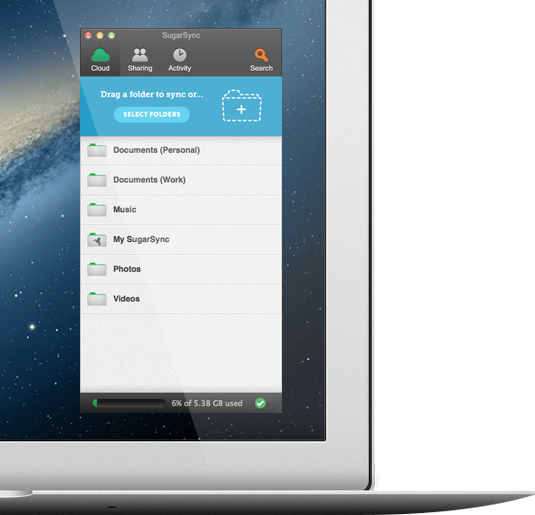 SugarSync
Cloud
Sharing
Activity
Search
Drag a folder to sync or...
SELECT FOLDERS
Documents (Personal)
Documents (Work)
Music
My SugarSync
Photos
Videos
6% of 5.38 GB used